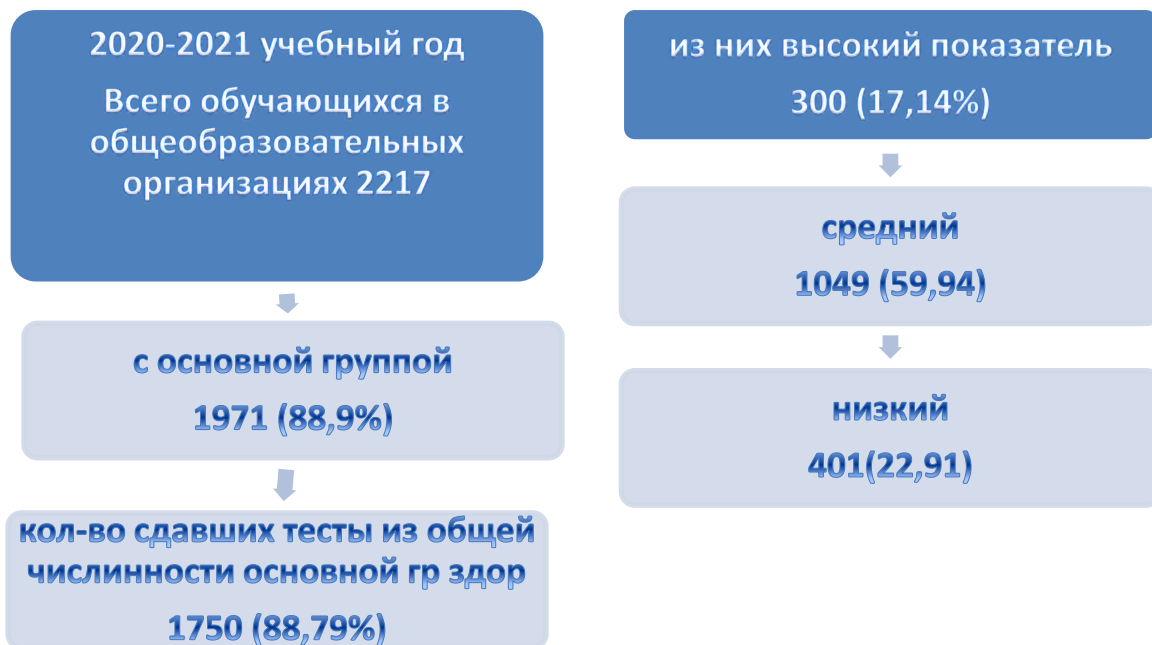 2020-2021 учебный год
Всего обучающихся в
общеобразовательных
организациях 2217
с основной группой
1971 (88,9%)
кол-во сдавших тесты из общей
числинности основной гр здор
1750 (88,79%)
из них высокий показатель
300 (17,14%)
средний
1049 (59,94)
низкий
401(22,91)